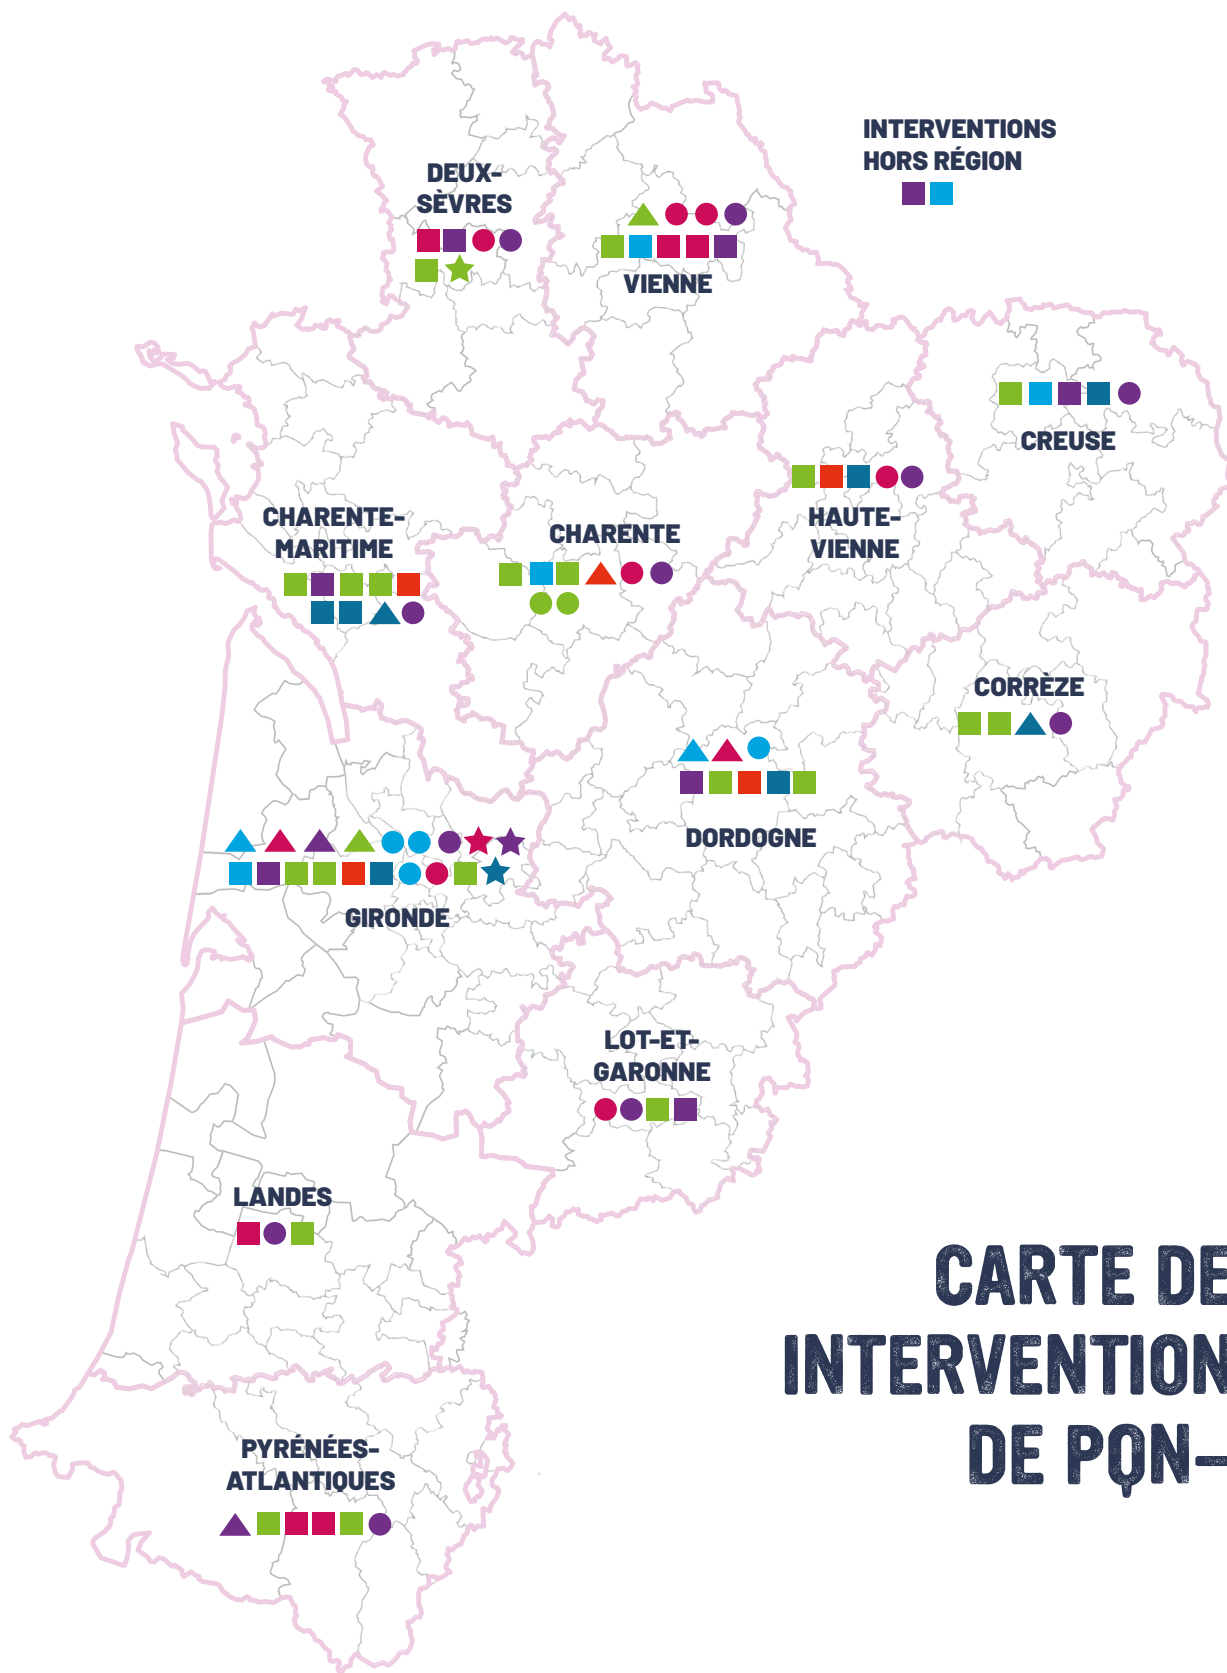 INTERVENTIONS
HORS RÉGION
DEUX-
SÈVRES
VIENNE
CREUSE
HAUTE-
VIENNE
CHARENTE-
MARITIME
CHARENTE
CORRÈZE
DORDOGNE
GIRONDE
LOT-ET-
GARONNE
LANDES
CARTE DE
INTERVENTION
DE PQN-
PYRÉNÉES-
ATLANTIQUES